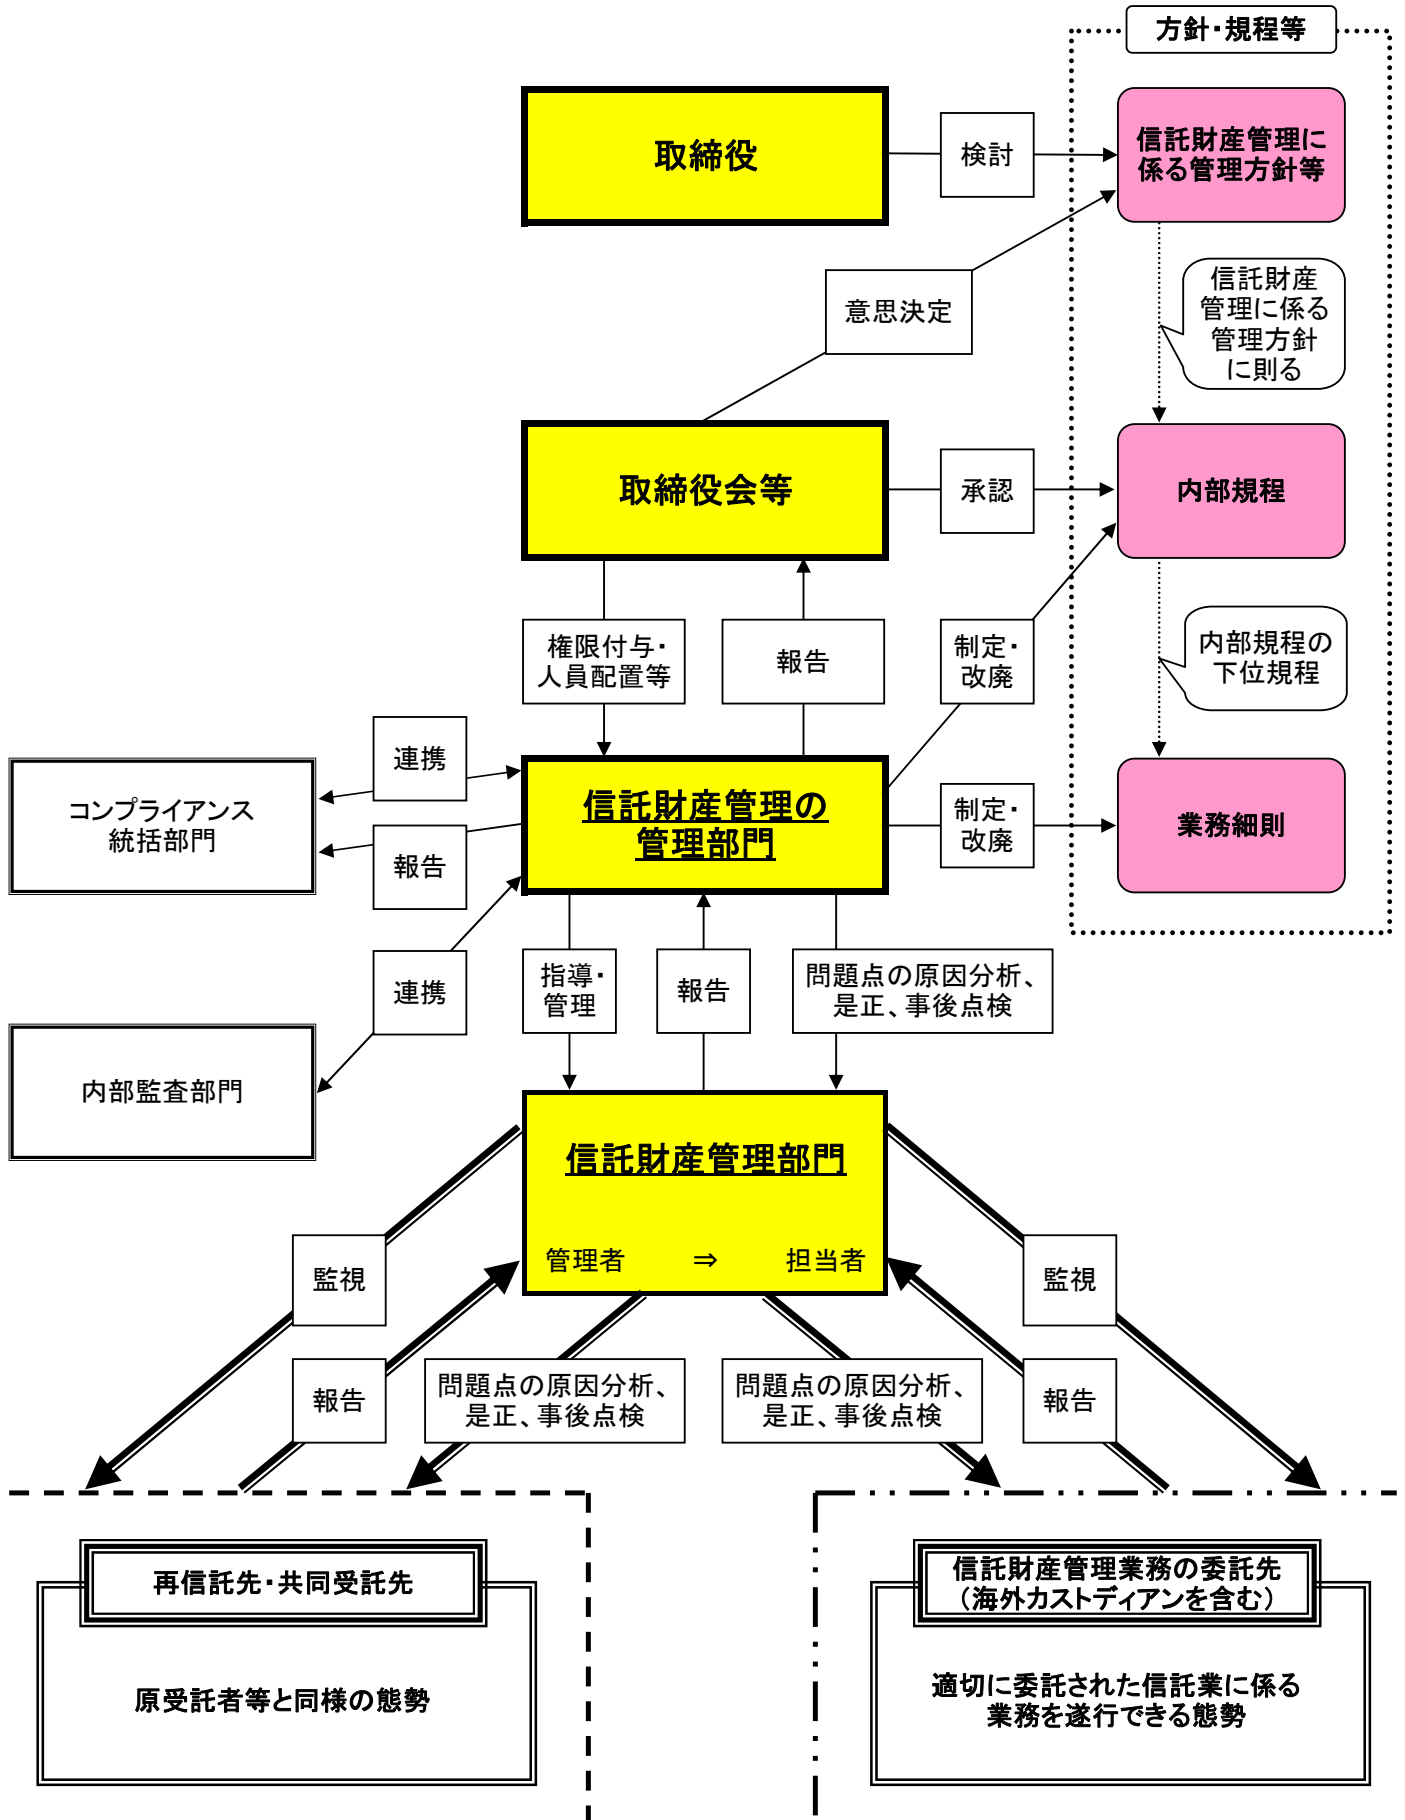 方針・規程等
取締役
検討
信託財産管理に
係る管理方針等
意思決定
信託財産
管理に係る
管理方針
に則る
取締役会等
承認
内部規程
権限付与・
人員配置等
報告
制定・
改廃
内部規程の
下位規程
連携
コンプライアンス
統括部門
報告
信託財産管理の
管理部門
制定・
改廃
業務細則
連携
指導・
管理
報告
問題点の原因分析、
是正、事後点検
内部監査部門
信託財産管理部門
管理者 ⇒ 担当者
監視
監視
報告
問題点の原因分析、
是正、事後点検
問題点の原因分析、
是正、事後点検
報告
再信託先・共同受託先
原受託者等と同様の態勢
信託財産管理業務の委託先
(海外カストディアンを含む)
適切に委託された信託業に係る
業務を遂行できる態勢